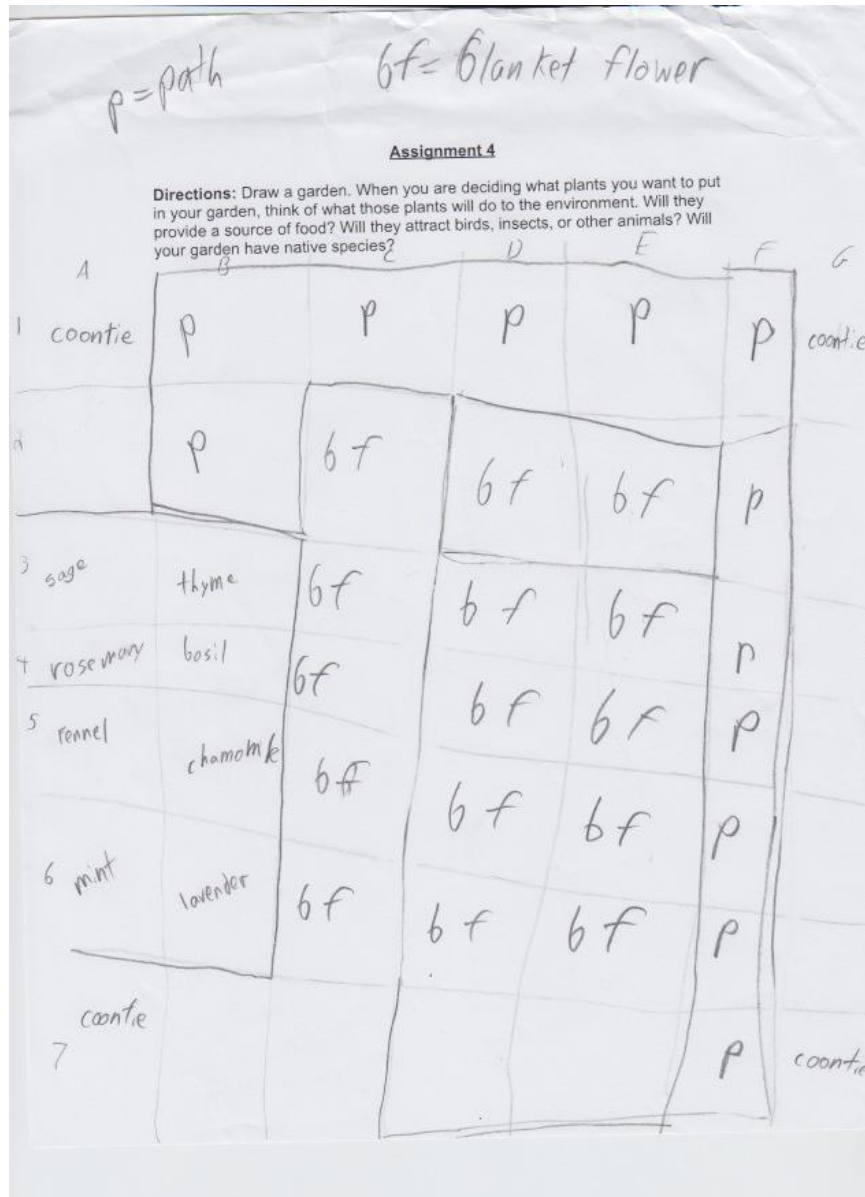 p = path 6f = Blanket flower
Assignment 4
Directions: Draw a garden. When you are deciding what plants you want to put
in your garden, think of what those plants will do to the environment. Will they
provide a source of food? Will they attract birds, insects, or other animals? Will
your garden have native species?
A B C D E F G
1 coontie p p p p p coontie
2 p bf bf bf p
3 sage thyme bf bf bf
4 rosemary basil bf bf bf p
5 fennel chamomile bf bf bf p
bf bf p
6 mint lavender bf bf bf p
coontie
7 p coontie